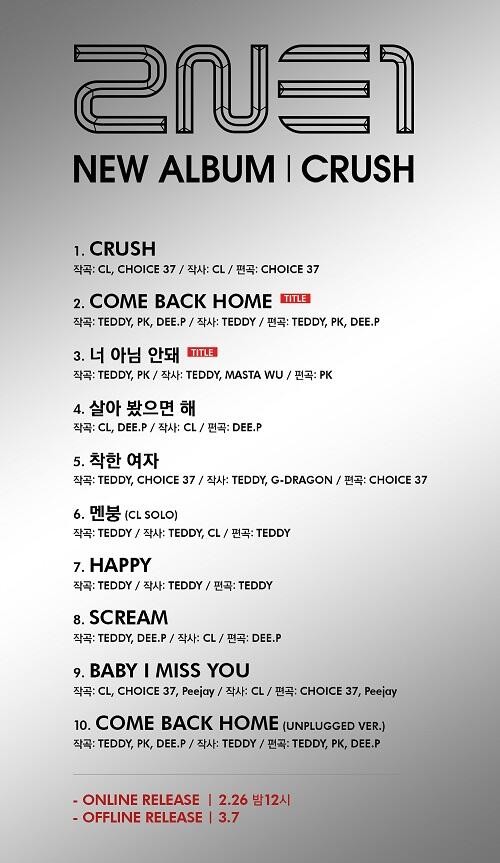 2NE1
NEW ALBUM | CRUSH
1. CRUSH
작곡: CL, CHOICE 37 / 작사: CL / 편곡: CHOICE 37
2. COME BACK HOME TITLE
작곡: TEDDY, PK, DEE.P / 작사: TEDDY / 편곡: TEDDY, PK, DEE.P
3. 너 아님 안돼 TITLE
작곡: TEDDY, PK / 작사: TEDDY, MASTA WU / 편곡: PK
4. 살아 봤으면 해
작곡: CL, DEE.P / 작사: CL / 편곡: DEE.P
5. 착한 여자
작곡: TEDDY, CHOICE 37 / 작사: TEDDY, G-DRAGON / 편곡: CHOICE 37
6. 멘붕 (CL SOLO)
작곡: TEDDY / 작사: TEDDY, CL / 편곡: TEDDY
7. HAPPY
작곡: TEDDY / 작사: TEDDY / 편곡: TEDDY
8. SCREAM
작곡: TEDDY, DEE.P / 작사: CL / 편곡: DEE.P
9. BABY I MISS YOU
작곡: CL, CHOICE 37, Peejay / 작사: CL / 편곡: CHOICE 37, Peejay
10. COME BACK HOME (UNPLUGGED VER.)
작곡: TEDDY, PK, DEE.P / 작사: TEDDY / 편곡: TEDDY, PK, DEE.P
- ONLINE RELEASE | 2.26 밤12시
- OFFLINE RELEASE | 3.7